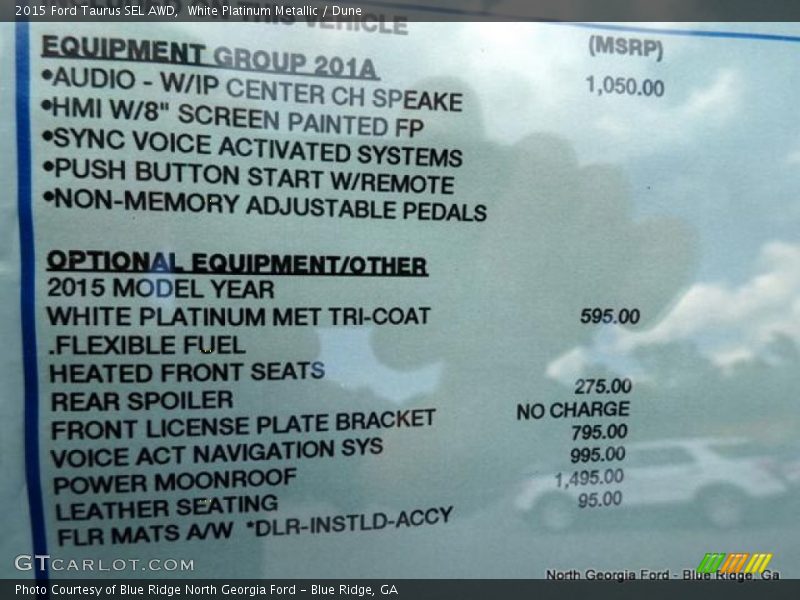 2015 Ford Taurus SEL AWD, White Platinum Metallic / Dune
ON THIS VEHICLE
EQUIPMENT GROUP 201A (MSRP)
•AUDIO - W/IP CENTER CH SPEAKE 1,050.00
•HMI W/8" SCREEN PAINTED FP
•SYNC VOICE ACTIVATED SYSTEMS
•PUSH BUTTON START W/REMOTE
•NON-MEMORY ADJUSTABLE PEDALS
OPTIONAL EQUIPMENT/OTHER
2015 MODEL YEAR
WHITE PLATINUM MET TRI-COAT 595.00
.FLEXIBLE FUEL
HEATED FRONT SEATS
REAR SPOILER 275.00
FRONT LICENSE PLATE BRACKET NO CHARGE
VOICE ACT NAVIGATION SYS 795.00
POWER MOONROOF 995.00
LEATHER SEATING 1,495.00
FLR MATS A/W *DLR-INSTLD-ACCY 95.00
GTCARLOT.COM
North Georgia Ford - Blue Ridge, Ga
Photo Courtesy of Blue Ridge North Georgia Ford - Blue Ridge, GA